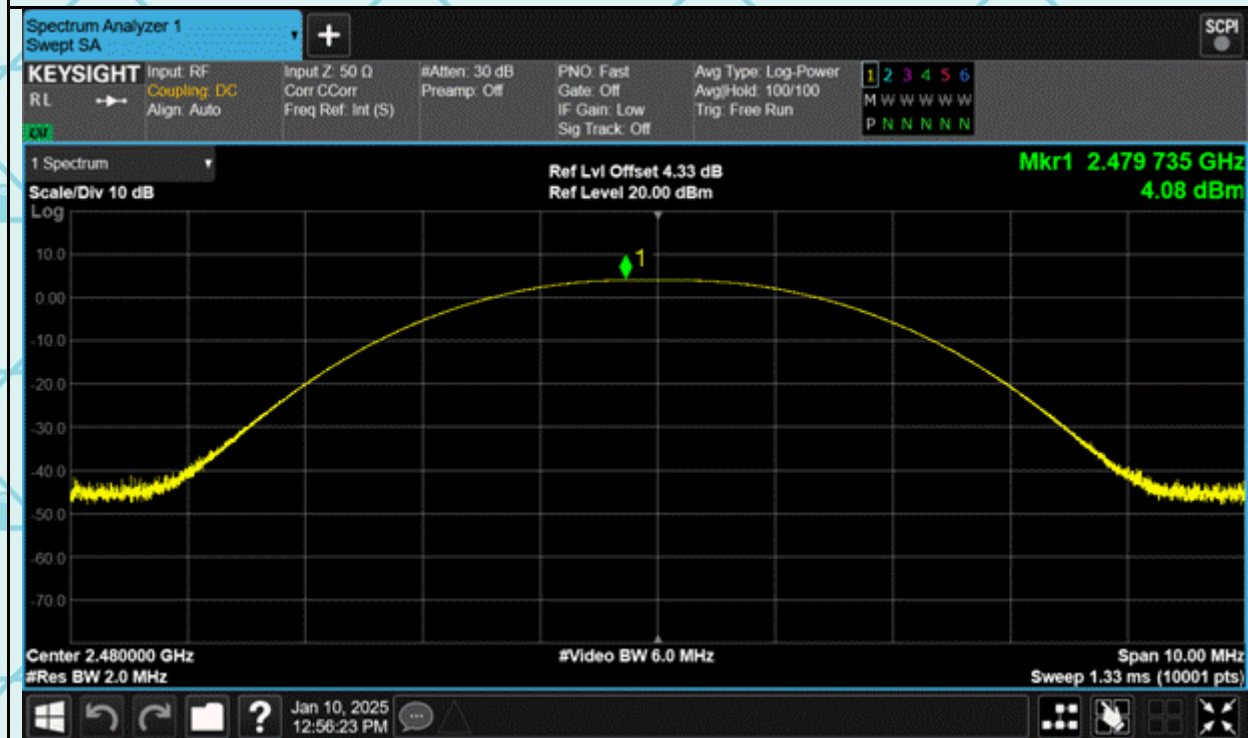 Spectrum Analyzer 1
Swept SA
+
SCPI
KEYSIGHT
RL
Input: RF
Coupling: DC
Align: Auto
Input Z: 50 Ω
Corr CCorr
Freq Ref: Int (S)
#Atten: 30 dB
Preamp: Off
PNO: Fast
Gate: Off
IF Gain: Low
Sig Track: Off
Avg Type: Log-Power
Avg|Hold: 100/100
Trig: Free Run
1 2 3 4 5 6
M W W W W W
P N N N N N
1 Spectrum
Scale/Div 10 dB
Ref Lvl Offset 4.33 dB
Ref Level 20.00 dBm
Mkr1 2.479 735 GHz
4.08 dBm
Log
1
10.0
0.00
-10.0
-20.0
-30.0
-40.0
-50.0
-60.0
-70.0
Center 2.480000 GHz
#Res BW 2.0 MHz
#Video BW 6.0 MHz
Span 10.00 MHz
Sweep 1.33 ms (10001 pts)
?
Jan 10, 2025
12:56:23 PM